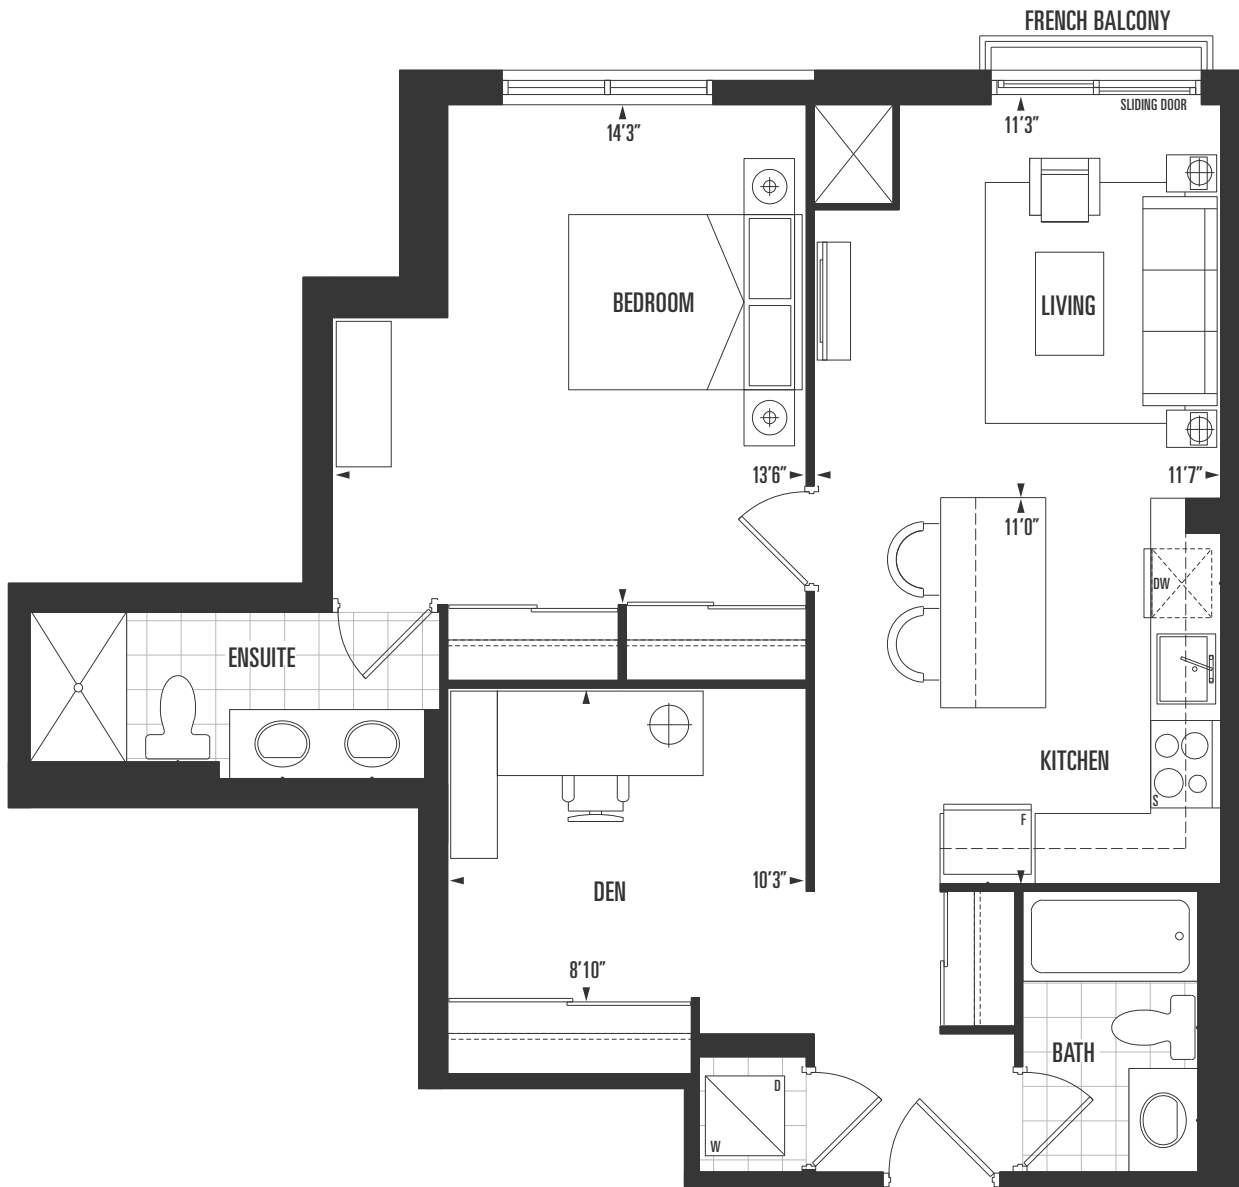 FRENCH BALCONY
SLIDING DOOR
14'3"
11'3"
BEDROOM
LIVING
13'6"
11'7"
11'0"
DW
ENSUITE
KITCHEN
S
F
DEN
10'3"
8'10"
BATH
D
W